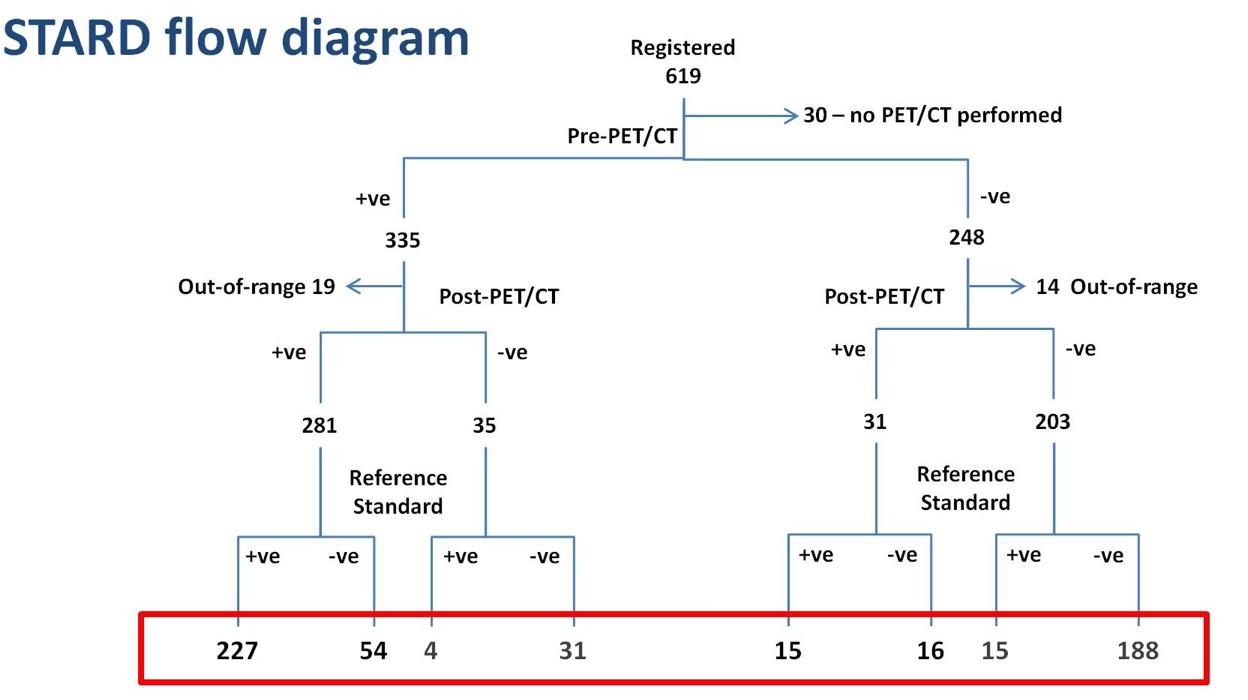 STARD flow diagram
Registered
619
30 – no PET/CT performed
Pre-PET/CT
+ve
-ve
335
248
Out-of-range 19
Post-PET/CT
Post-PET/CT
14 Out-of-range
+ve
-ve
+ve
-ve
281
35
31
203
Reference
Standard
Reference
Standard
+ve
-ve
+ve
-ve
+ve
-ve
+ve
-ve
227
54
4
31
15
16
15
188